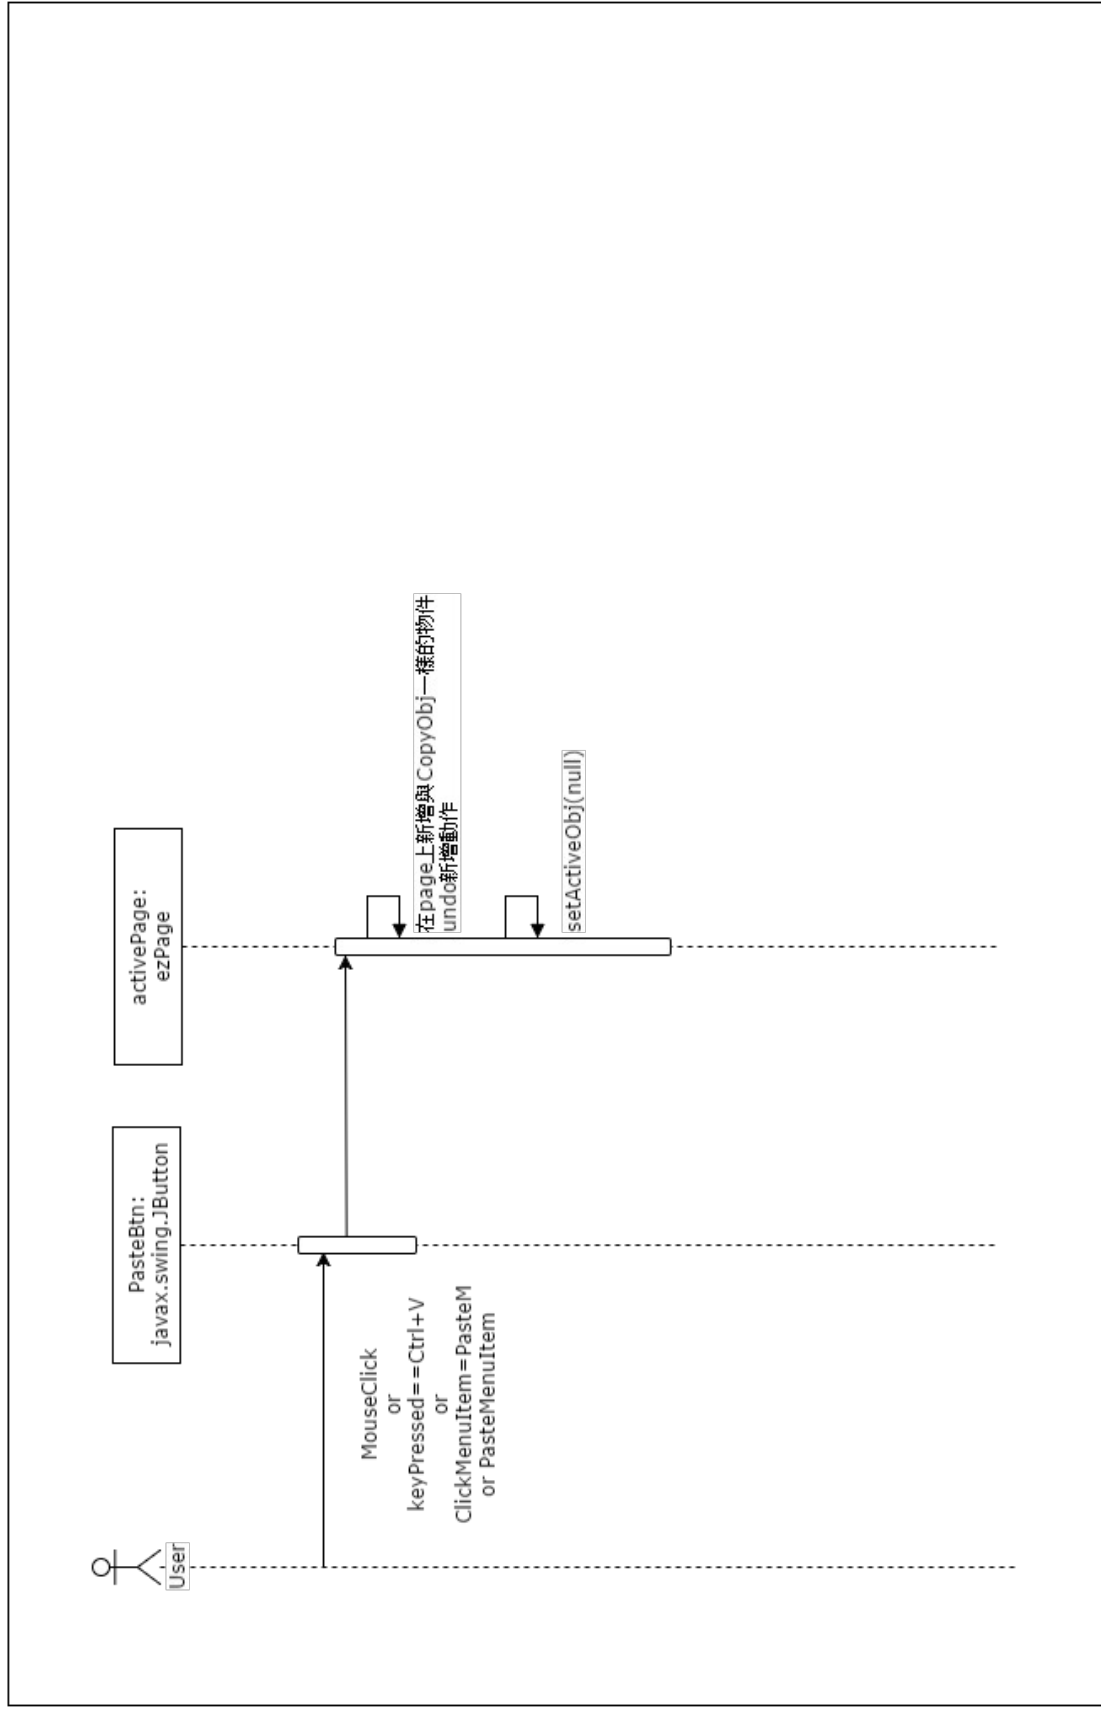 User
PasteBtn:
javax.swing.JButton
activePage:
ezPage
MouseClick
or
keyPressed==Ctrl+V
or
ClickMenuItem=PasteM
or PasteMenuItem
在page上新增與CopyObj一樣的物件
undo新增動作
setActiveObj(null)